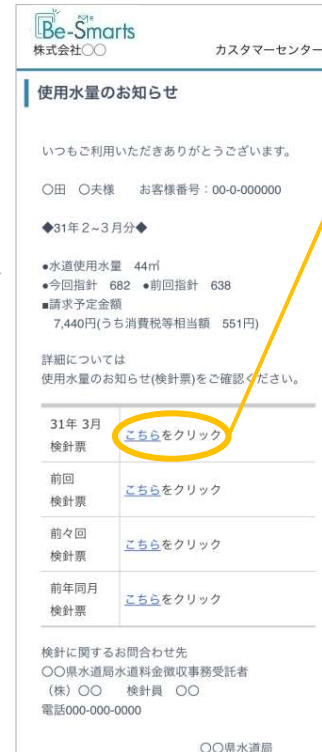 Be-Smarts
株式会社〇〇 カスタマーセンター
使用水量のお知らせ
いつもご利用いただきありがとうございます。
〇田 〇夫様 お客様番号：00-0-000000
◆31年2~3月分◆
●水道使用水量 44㎥
●今回指針 682 ●前回指針 638
■請求予定金額
7,440円(うち消費税等相当額 551円)
詳細については
使用水量のお知らせ(検針票)をご確認ください。
31年 3月
検針票
こちらをクリック
前回
検針票
こちらをクリック
前々回
検針票
こちらをクリック
前年同月
検針票
こちらをクリック
検針に関するお問合わせ先
〇〇県水道局水道料金徴収事務受託者
（株）〇〇 検針員 〇〇
電話000-000-0000
〇〇県水道局